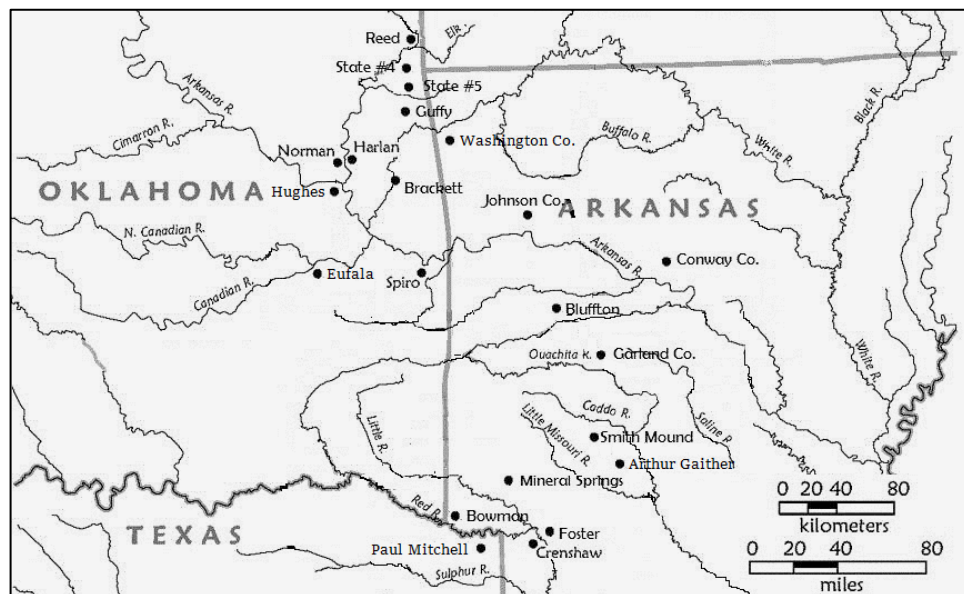 Reed
Elk
State #4
State #5
Guffy
Arkansas R.
Cimarron R.
Washington Co.
Buffalo R.
White R.
Black R.
Norman
Harlan
OKLAHOMA
Hughes
Brackett
Johnson Co.
ARKANSAS
N. Canadian R.
Canadian R.
Eufala
Spiro
Arkansas R.
Conway Co.
Bluffton
White R.
Ouachita R.
Garland Co.
Little R.
Little Missouri R.
Caddo R.
Saline R.
Smith Mound
Arthur Gaither
Mineral Springs
Red R.
Bowman
TEXAS
Paul Mitchell
Foster
Crenshaw
Sulphur R.
0 20 40 80
kilometers
0 20 40 80
miles